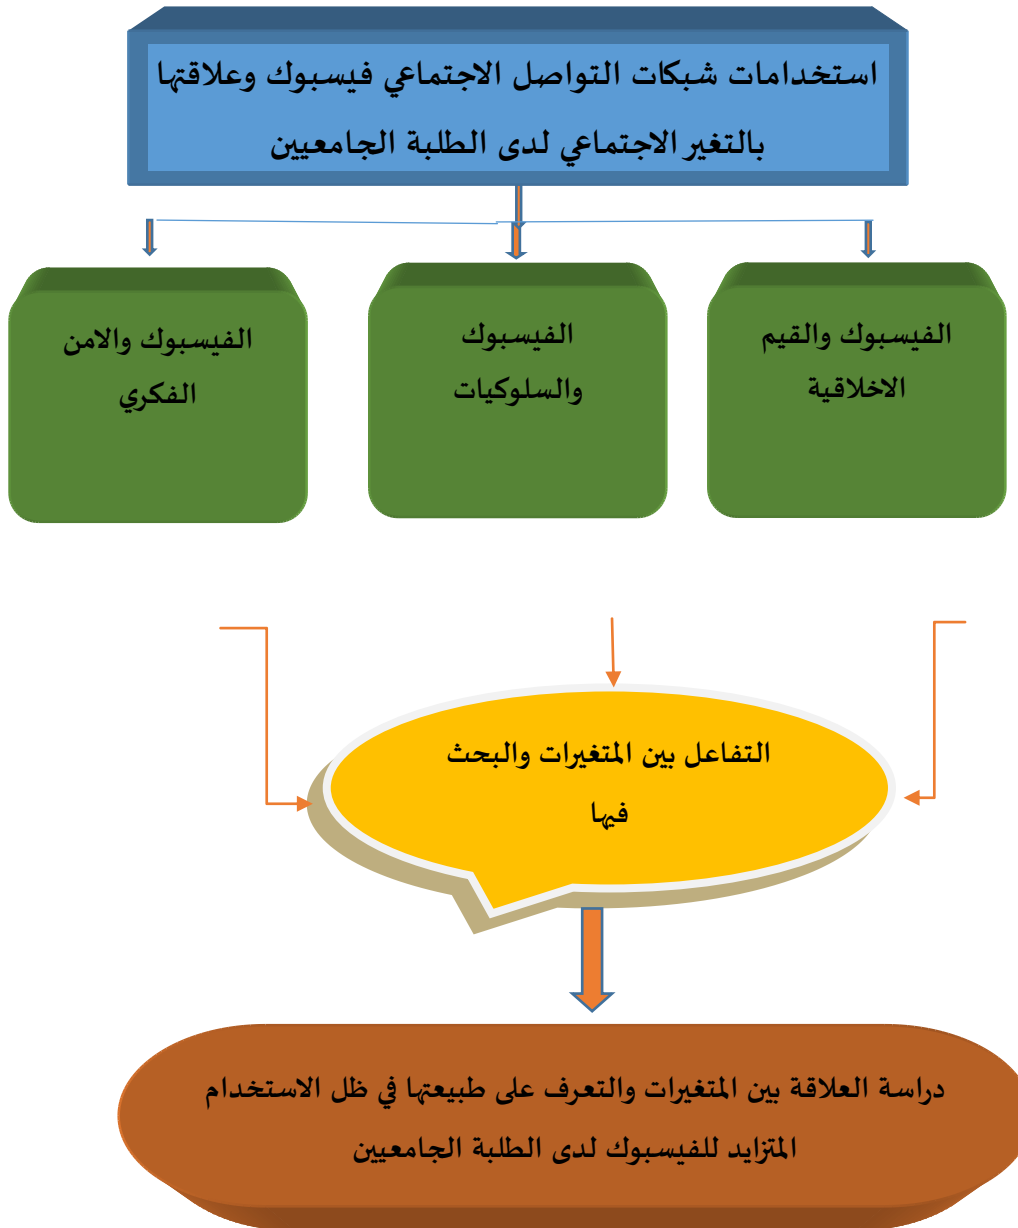 استخدامات شبكات التواصل الاجتماعي فيسبوك وعلاقتها
بالتغير الاجتماعي لدى الطلبة الجامعيين
الفيسبوك والقيم
الاخلاقية
الفيسبوك
والسلوكيات
الفيسبوك والامن
الفكري
التفاعل بين المتغيرات والبحث
فيها
دراسة العلاقة بين المتغيرات والتعرف على طبيعتها في ظل الاستخدام
المتزايد للفيسبوك لدى الطلبة الجامعيين